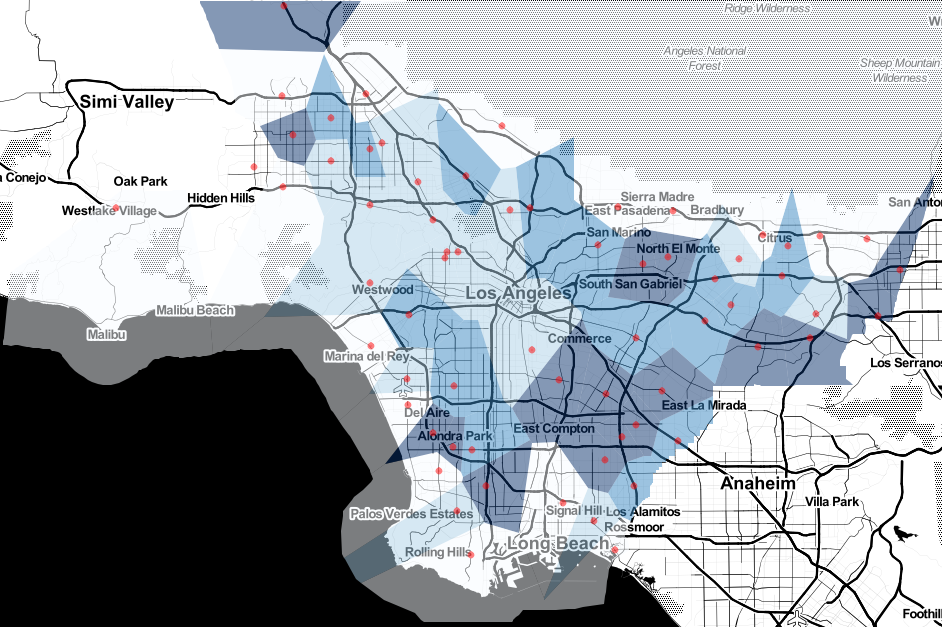 Ridge Wilderness
Angeles National
Forest
Sheep Mountain
Wilderness
Simi Valley
Oak Park
Hidden Hills
Westlake Village
Sierra Madre
East Pasadena
Bradbury
San Marino
Citrus
North El Monte
South San Gabriel
Westwood
Los Angeles
Malibu Beach
Malibu
Commerce
Marina del Rey
Los Serranos
Del Aire
East La Mirada
Alondra Park
East Compton
Anaheim
Villa Park
Palos Verdes Estates
Signal Hill
Los Alamitos
Rossmoor
Long Beach
Rolling Hills
Foothill